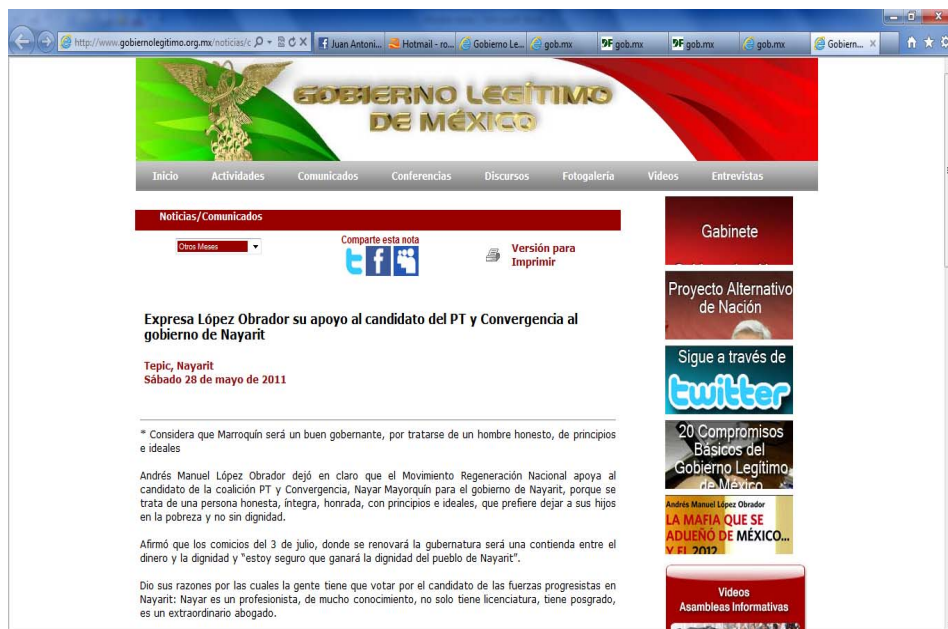 http://www.gobiernolegitimo.org.mx/noticias/c
Juan Antoni...
Hotmail - ro...
Gobierno Le...
gob.mx
gob.mx
gob.mx
gob.mx
Gobiern...
GOBIERNO LEGÍTIMO
DE MÉXICO
Inicio Actividades Comunicados Conferencias Discursos Fotogalería Videos Entrevistas
Noticias/Comunicados
Otros Meses
Comparte esta nota
Versión para
Imprimir
Expresa López Obrador su apoyo al candidato del PT y Convergencia al
gobierno de Nayarit
Tepic, Nayarit
Sábado 28 de mayo de 2011
* Considera que Marroquín será un buen gobernante, por tratarse de un hombre honesto, de principios
e ideales
Andrés Manuel López Obrador dejó en claro que el Movimiento Regeneración Nacional apoya al
candidato de la coalición PT y Convergencia, Nayar Mayorquín para el gobierno de Nayarit, porque se
trata de una persona honesta, íntegra, honrada, con principios e ideales, que prefiere dejar a sus hijos
en la pobreza y no sin dignidad.
Afirmó que los comicios del 3 de julio, donde se renovará la gubernatura será una contienda entre el
dinero y la dignidad y “estoy seguro que ganará la dignidad del pueblo de Nayarit”.
Dio sus razones por las cuales la gente tiene que votar por el candidato de las fuerzas progresistas en
Nayarit: Nayar es un profesionista, de mucho conocimiento, no solo tiene licenciatura, tiene posgrado,
es un extraordinario abogado.
Gabinete
Proyecto Alternativo
de Nación
Sigue a través de
twitter
20 Compromisos
Básicos del
Gobierno Legítimo
de México
Andrés Manuel López Obrador
LA MAFIA QUE SE
ADUEÑÓ DE MÉXICO...
Y EL 2012
Videos
Asambleas Informativas